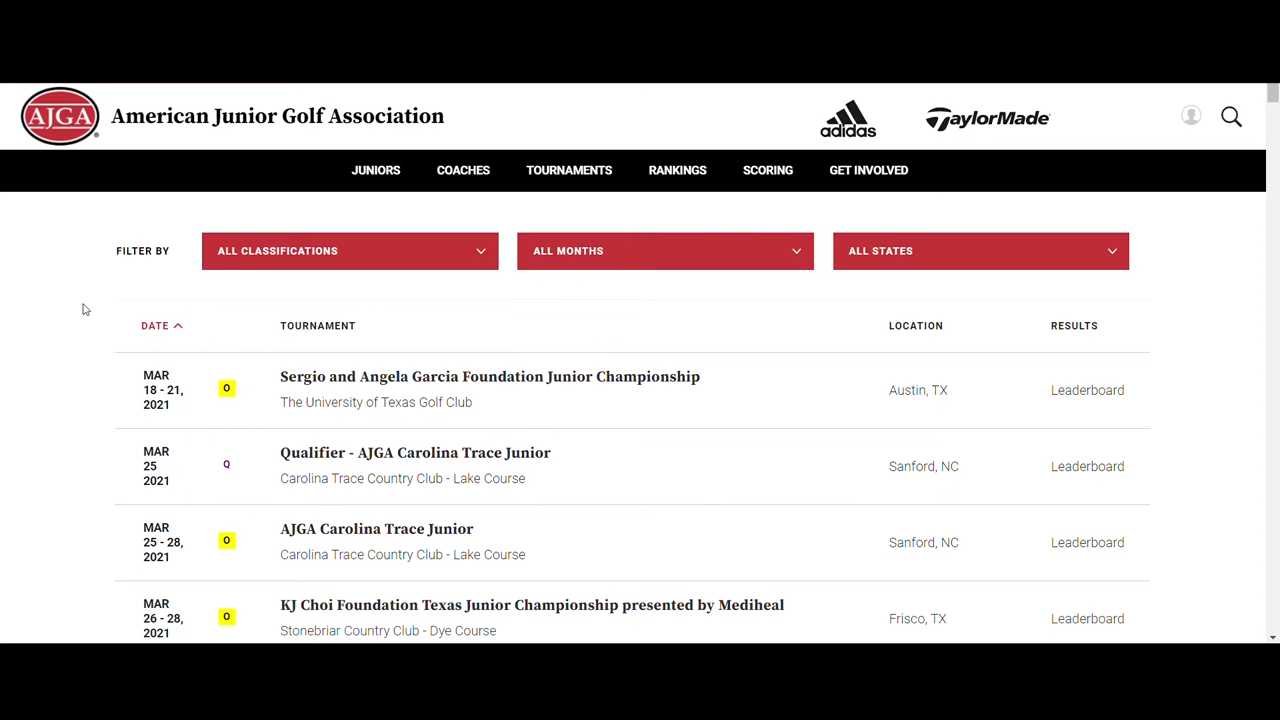 AJGA
American Junior Golf Association
adidas
TaylorMade
JUNIORS COACHES TOURNAMENTS RANKINGS SCORING GET INVOLVED
FILTER BY ALL CLASSIFICATIONS ALL MONTHS ALL STATES
DATE TOURNAMENT LOCATION RESULTS
MAR
18 - 21,
2021
O
Sergio and Angela Garcia Foundation Junior Championship
The University of Texas Golf Club
Austin, TX
Leaderboard
MAR
25
2021
Q
Qualifier - AJGA Carolina Trace Junior
Carolina Trace Country Club - Lake Course
Sanford, NC
Leaderboard
MAR
25 - 28,
2021
O
AJGA Carolina Trace Junior
Carolina Trace Country Club - Lake Course
Sanford, NC
Leaderboard
MAR
26 - 28,
2021
O
KJ Choi Foundation Texas Junior Championship presented by Mediheal
Stonebriar Country Club - Dye Course
Frisco, TX
Leaderboard